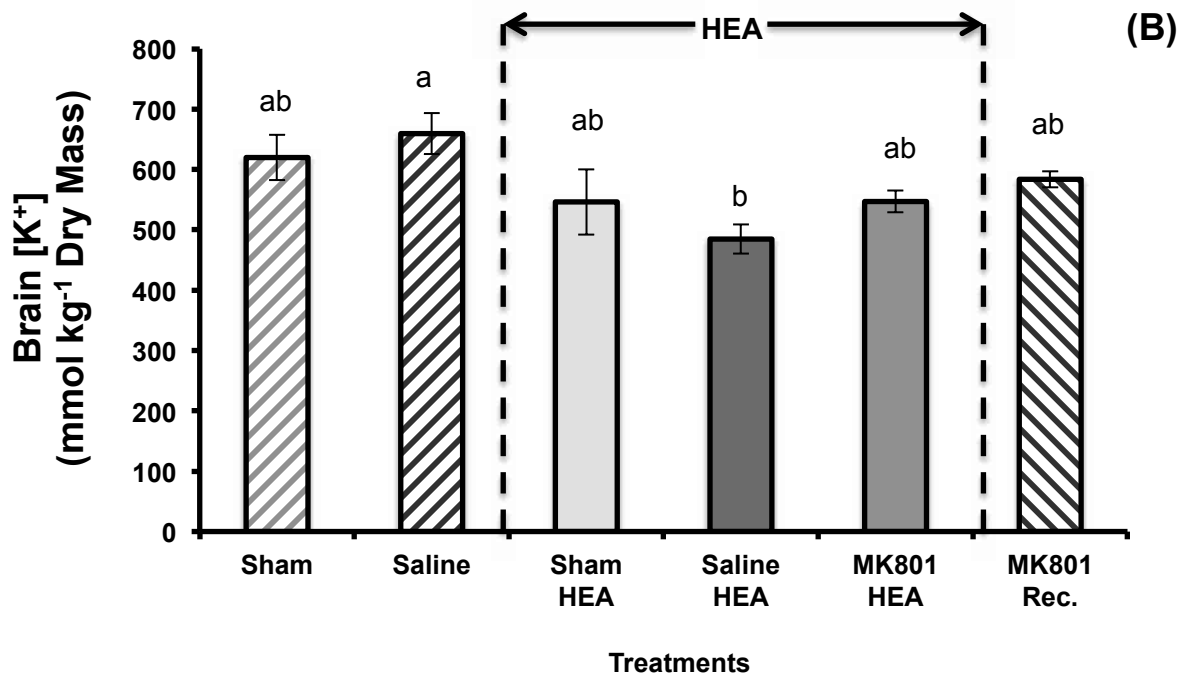 (B)
HEA
Brain [K⁺]
(mmol kg⁻¹ Dry Mass)
800
700
600
500
400
300
200
100
0
ab
a
ab
b
ab
ab
Sham
Saline
Sham
HEA
Saline
HEA
MK801
HEA
MK801
Rec.
Treatments